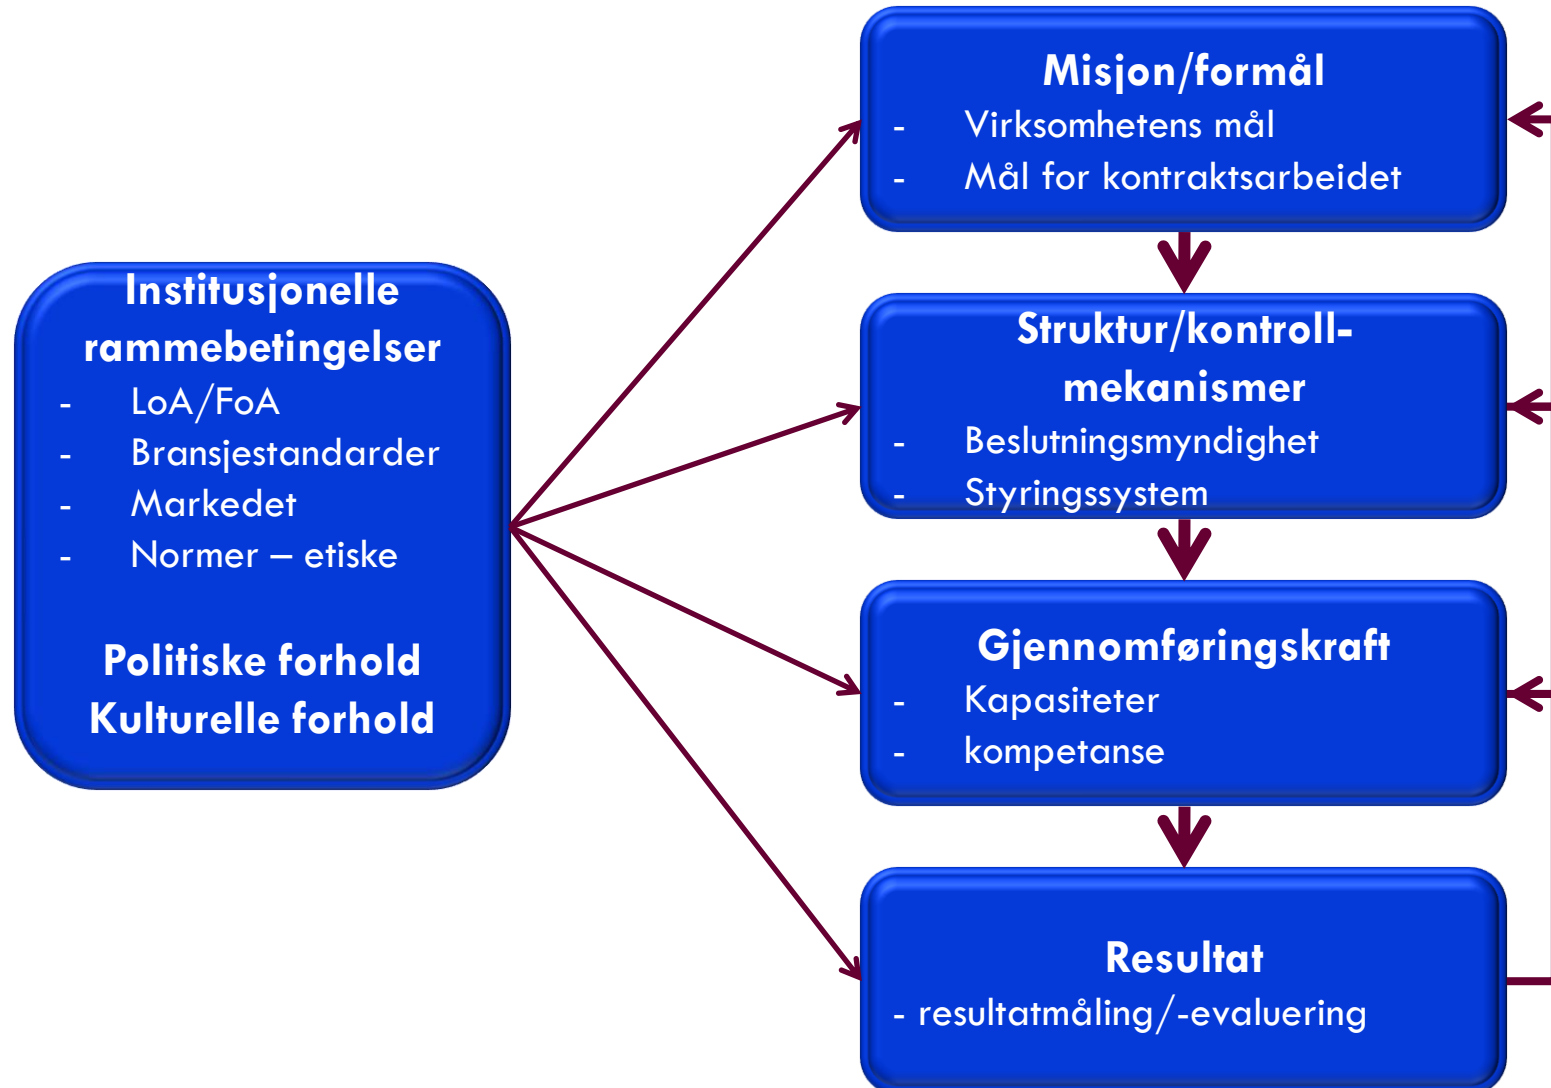 Institusjonelle
rammebetingelser
- LoA/FoA
- Bransjestandarder
- Markedet
- Normer – etiske
Politiske forhold
Kulturelle forhold
Misjon/formål
- Virksomhetens mål
- Mål for kontraktsarbeidet
Struktur/kontroll-
mekanismer
- Beslutningsmyndighet
- Styringssystem
Gjennomføringskraft
- Kapasiteter
- kompetanse
Resultat
- resultatmåling/-evaluering